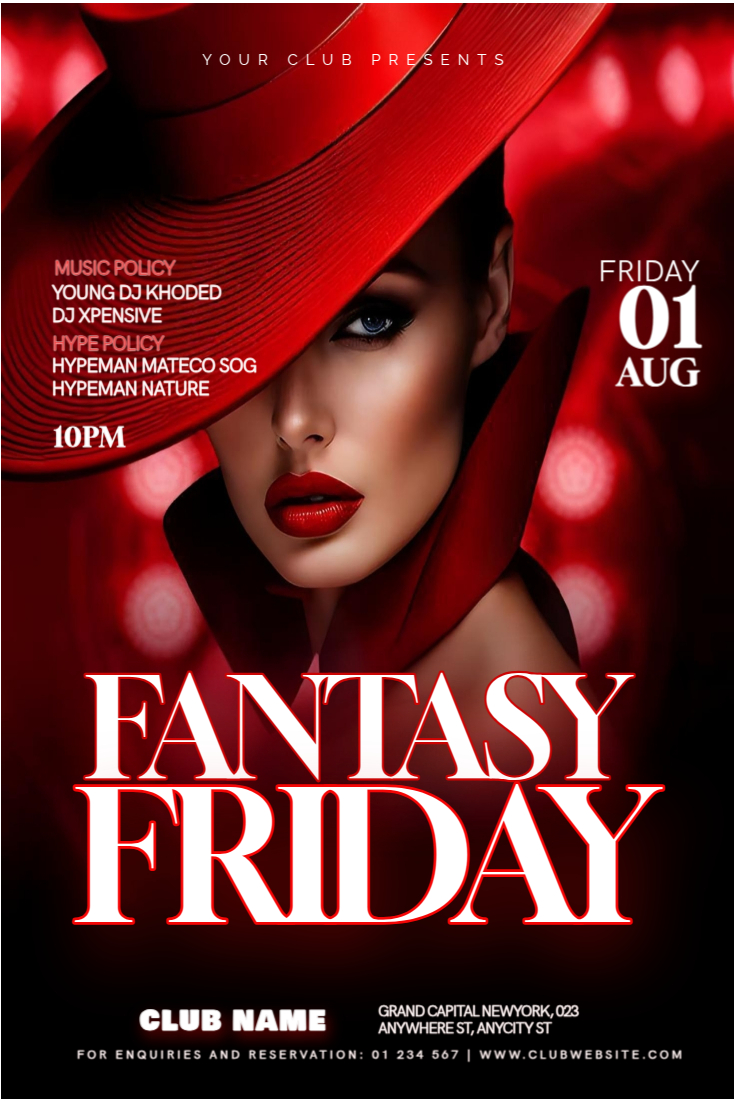 YOUR CLUB PRESENTS
MUSIC POLICY
YOUNG DJ KHODED
DJ XPENSIVE
HYPE POLICY
HYPEMAN MATECO SOG
HYPEMAN NATURE
10PM
FRIDAY
01
AUG
FANTASY
FRIDAY
CLUB NAME
GRAND CAPITAL NEWYORK, 023
ANYWHERE ST, ANYCITY ST
FOR ENQUIRIES AND RESERVATION: 01 234 567 | WWW.CLUBWEBSITE.COM